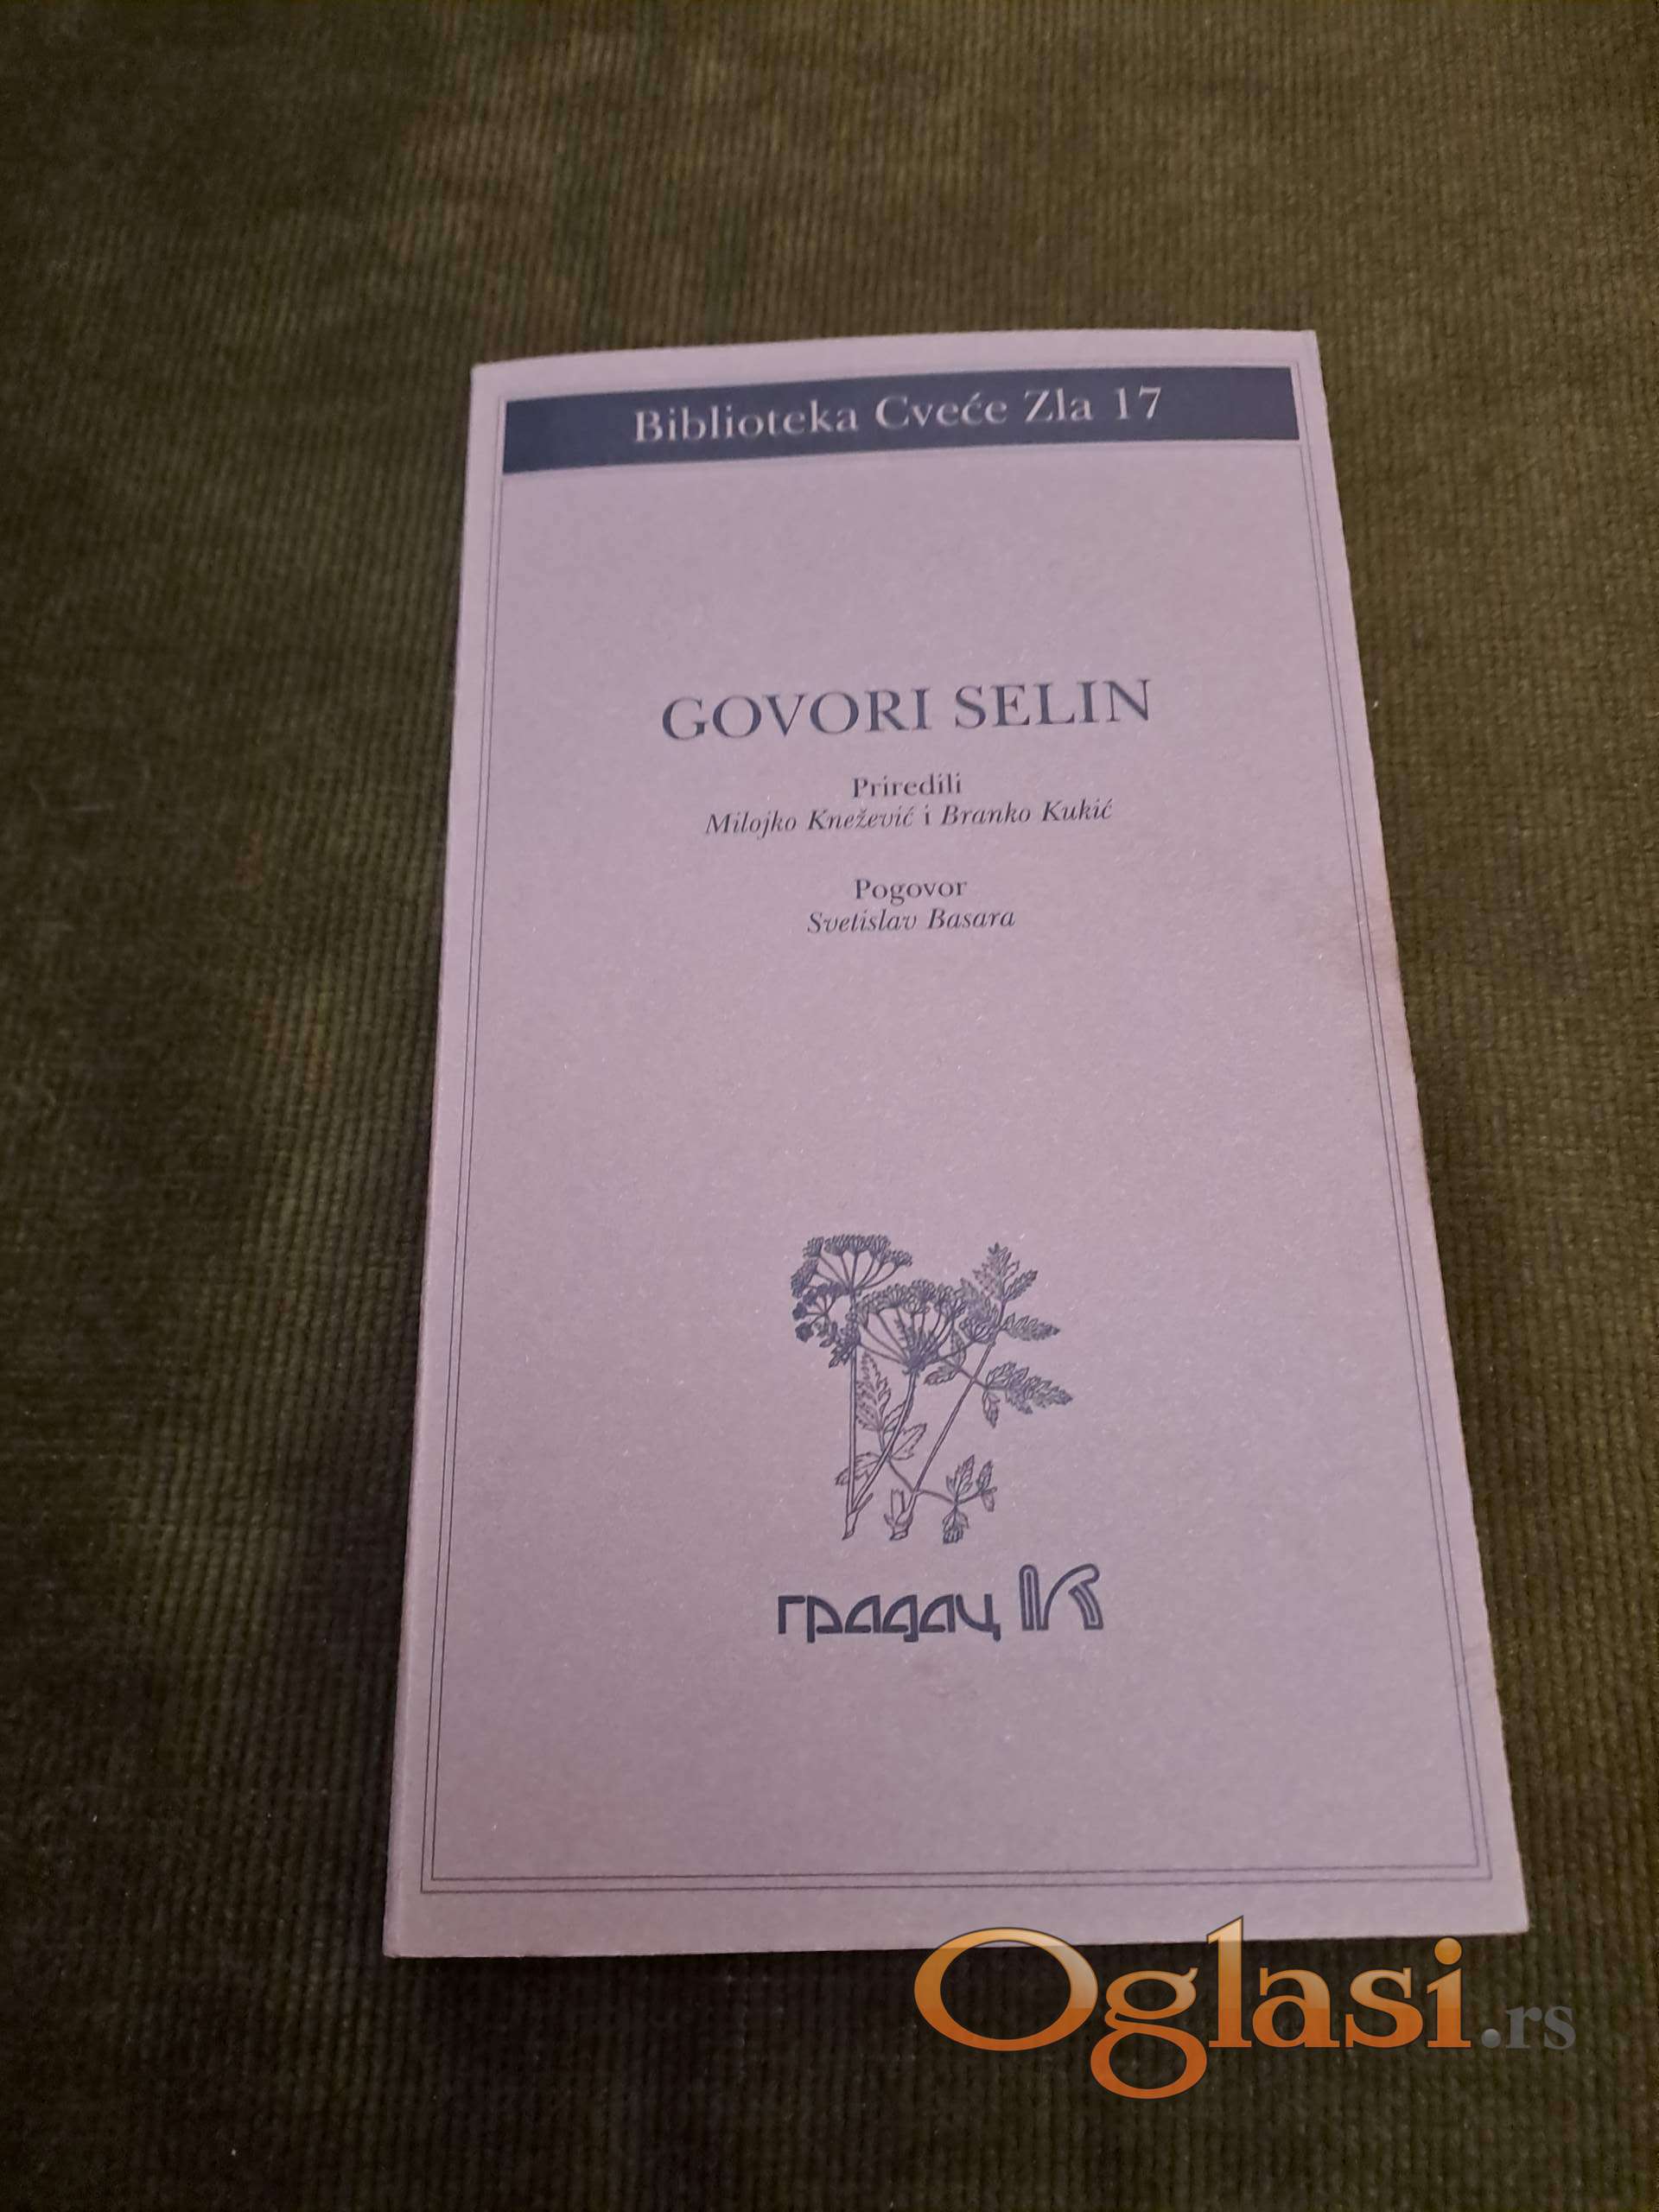 Biblioteka Cveće Zla 17
GOVORI SELIN
Priredili
Milojko Knežević i Branko Kukić
Pogovor
Svetislav Basara
градац K
Oglasi.rs